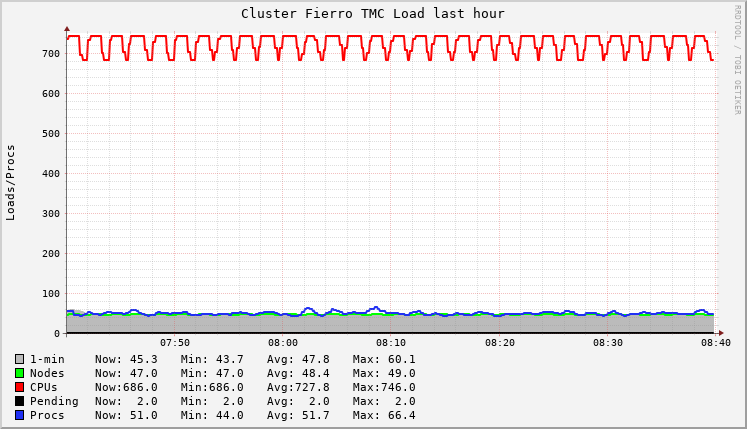 Cluster Fierro TMC Load last hour
RRDTOOL / TOBI OETIKER
Loads/Procs
700
600
500
400
300
200
100
0
07:50 08:00 08:10 08:20 08:30 08:40
1-min Now: 45.3 Min: 43.7 Avg: 47.8 Max: 60.1
Nodes Now: 47.0 Min: 47.0 Avg: 48.4 Max: 49.0
CPUs Now:686.0 Min:686.0 Avg:727.8 Max:746.0
Pending Now: 2.0 Min: 2.0 Avg: 2.0 Max: 2.0
Procs Now: 51.0 Min: 44.0 Avg: 51.7 Max: 66.4